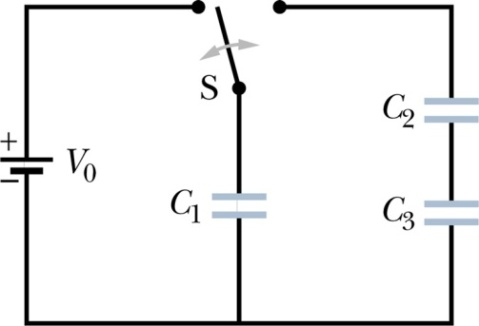 S
+
V₀
−
C₂
C₁
C₃